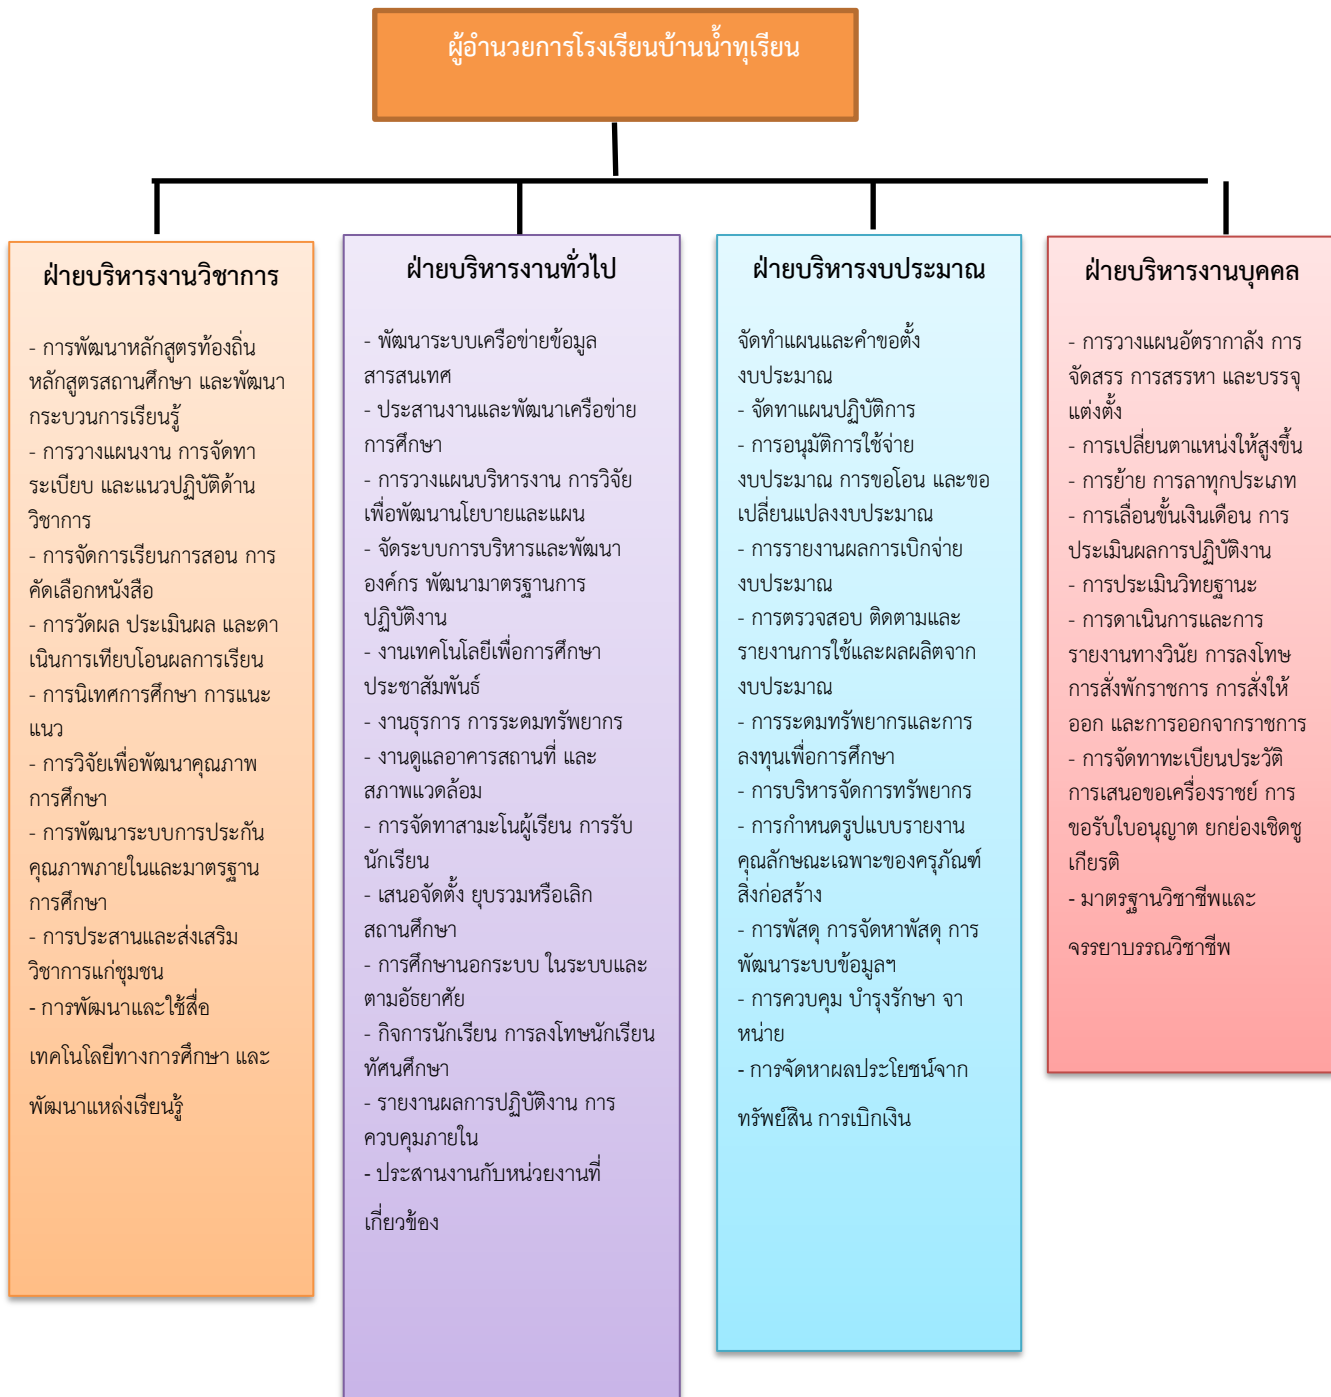 ผู้อำนวยการโรงเรียนบ้านน้ำทุเรียน
ฝ่ายบริหารงานวิชาการ
- การพัฒนาหลักสูตรท้องถิ่น
หลักสูตรสถานศึกษา และพัฒนา
กระบวนการเรียนรู้
- การวางแผนงาน การจัดทา
ระเบียบ และแนวปฏิบัติด้าน
วิชาการ
- การจัดการเรียนการสอน การ
คัดเลือกหนังสือ
- การวัดผล ประเมินผล และดา
เนินการเทียบโอนผลการเรียน
- การนิเทศการศึกษา การแนะ
แนว
- การวิจัยเพื่อพัฒนาคุณภาพ
การศึกษา
- การพัฒนาระบบการประกัน
คุณภาพภายในและมาตรฐาน
การศึกษา
- การประสานและส่งเสริม
วิชาการแก่ชุมชน
- การพัฒนาและใช้สื่อ
เทคโนโลยีทางการศึกษา และ
พัฒนาแหล่งเรียนรู้
ฝ่ายบริหารงานทั่วไป
- พัฒนาระบบเครือข่ายข้อมูล
สารสนเทศ
- ประสานงานและพัฒนาเครือข่าย
การศึกษา
- การวางแผนบริหารงาน การวิจัย
เพื่อพัฒนานโยบายและแผน
- จัดระบบการบริหารและพัฒนา
องค์กร พัฒนามาตรฐานการ
ปฏิบัติงาน
- งานเทคโนโลยีเพื่อการศึกษา
ประชาสัมพันธ์
- งานธุรการ การระดมทรัพยากร
- งานดูแลอาคารสถานที่ และ
สภาพแวดล้อม
- การจัดทาสามะโนผู้เรียน การรับ
นักเรียน
- เสนอจัดตั้ง ยุบรวมหรือเลิก
สถานศึกษา
- การศึกษานอกระบบ ในระบบและ
ตามอัธยาศัย
- กิจการนักเรียน การลงโทษนักเรียน
ทัศนศึกษา
- รายงานผลการปฏิบัติงาน การ
ควบคุมภายใน
- ประสานงานกับหน่วยงานที่
เกี่ยวข้อง
ฝ่ายบริหารงบประมาณ
จัดทำแผนและคำขอตั้ง
งบประมาณ
- จัดทาแผนปฏิบัติการ
- การอนุมัติการใช้จ่าย
งบประมาณ การขอโอน และขอ
เปลี่ยนแปลงงบประมาณ
- การรายงานผลการเบิกจ่าย
งบประมาณ
- การตรวจสอบ ติดตามและ
รายงานการใช้และผลผลิตจาก
งบประมาณ
- การระดมทรัพยากรและการ
ลงทุนเพื่อการศึกษา
- การบริหารจัดการทรัพยากร
- การกำหนดรูปแบบรายงาน
คุณลักษณะเฉพาะของครุภัณฑ์
สิ่งก่อสร้าง
- การพัสดุ การจัดหาพัสดุ การ
พัฒนาระบบข้อมูลฯ
- การควบคุม บำรุงรักษา จา
หน่าย
- การจัดหาผลประโยชน์จาก
ทรัพย์สิน การเบิกเงิน
ฝ่ายบริหารงานบุคคล
- การวางแผนอัตรากาลัง การ
จัดสรร การสรรหา และบรรจุ
แต่งตั้ง
- การเปลี่ยนตาแหน่งให้สูงขึ้น
- การย้าย การลาทุกประเภท
- การเลื่อนขั้นเงินเดือน การ
ประเมินผลการปฏิบัติงาน
- การประเมินวิทยฐานะ
- การดาเนินการและการ
รายงานทางวินัย การลงโทษ
การสั่งพักราชการ การสั่งให้
ออก และการออกจากราชการ
- การจัดทาทะเบียนประวัติ
การเสนอขอเครื่องราชย์ การ
ขอรับใบอนุญาต ยกย่องเชิดชู
เกียรติ
- มาตรฐานวิชาชีพและ
จรรยาบรรณวิชาชีพ